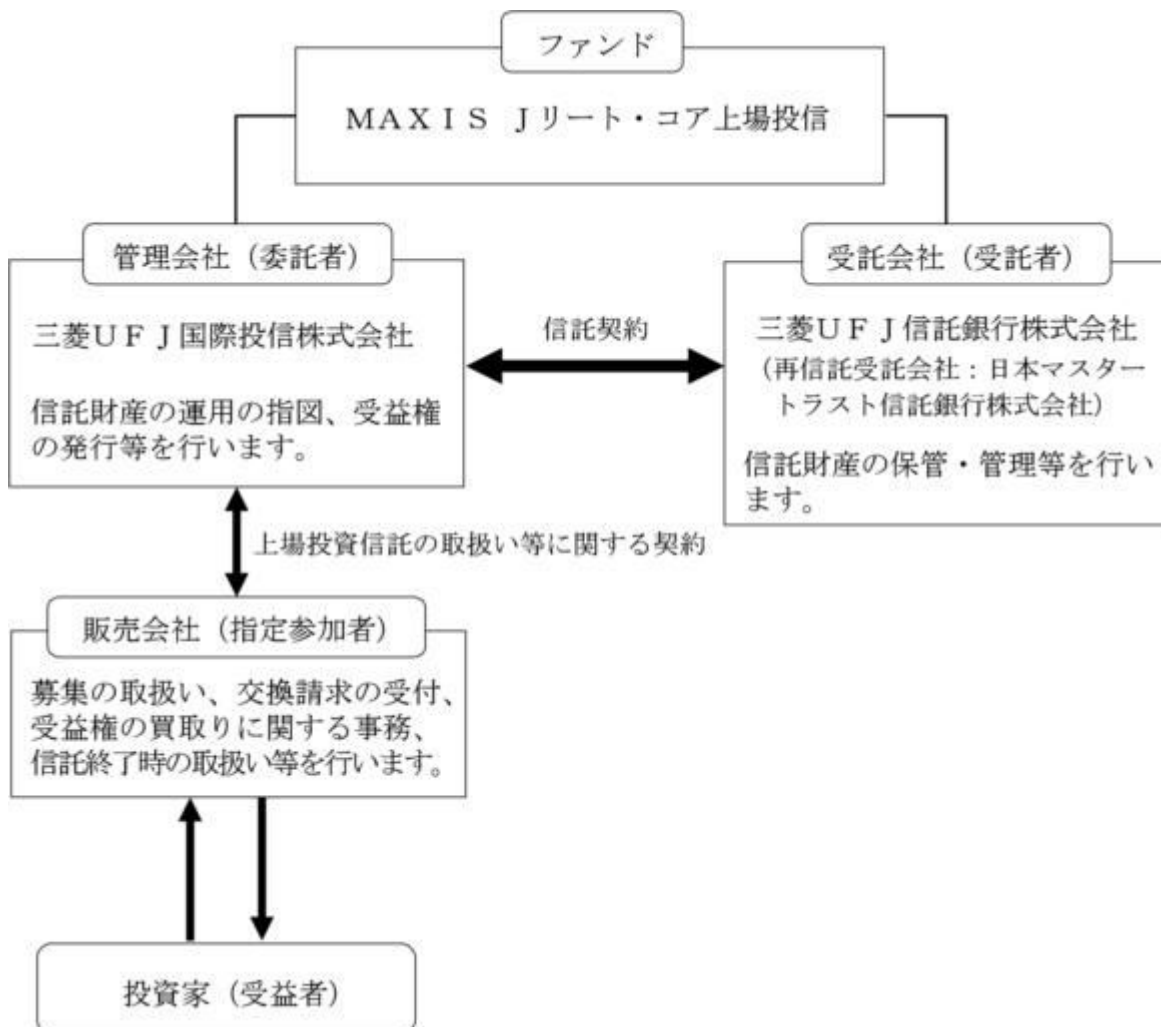 ファンド
ＭＡＸＩＳ Ｊリート・コア上場投信
管理会社（委託者）
三菱ＵＦＪ国際投信株式会社
信託財産の運用の指図、受益権
の発行等を行います。
信託契約
受託会社（受託者）
三菱ＵＦＪ信託銀行株式会社
（再信託受託会社：日本マスター
トラスト信託銀行株式会社）
信託財産の保管・管理等を行い
ます。
上場投資信託の取扱い等に関する契約
販売会社（指定参加者）
募集の取扱い、交換請求の受付、
受益権の買取りに関する事務、
信託終了時の取扱い等を行います。
投資家（受益者）